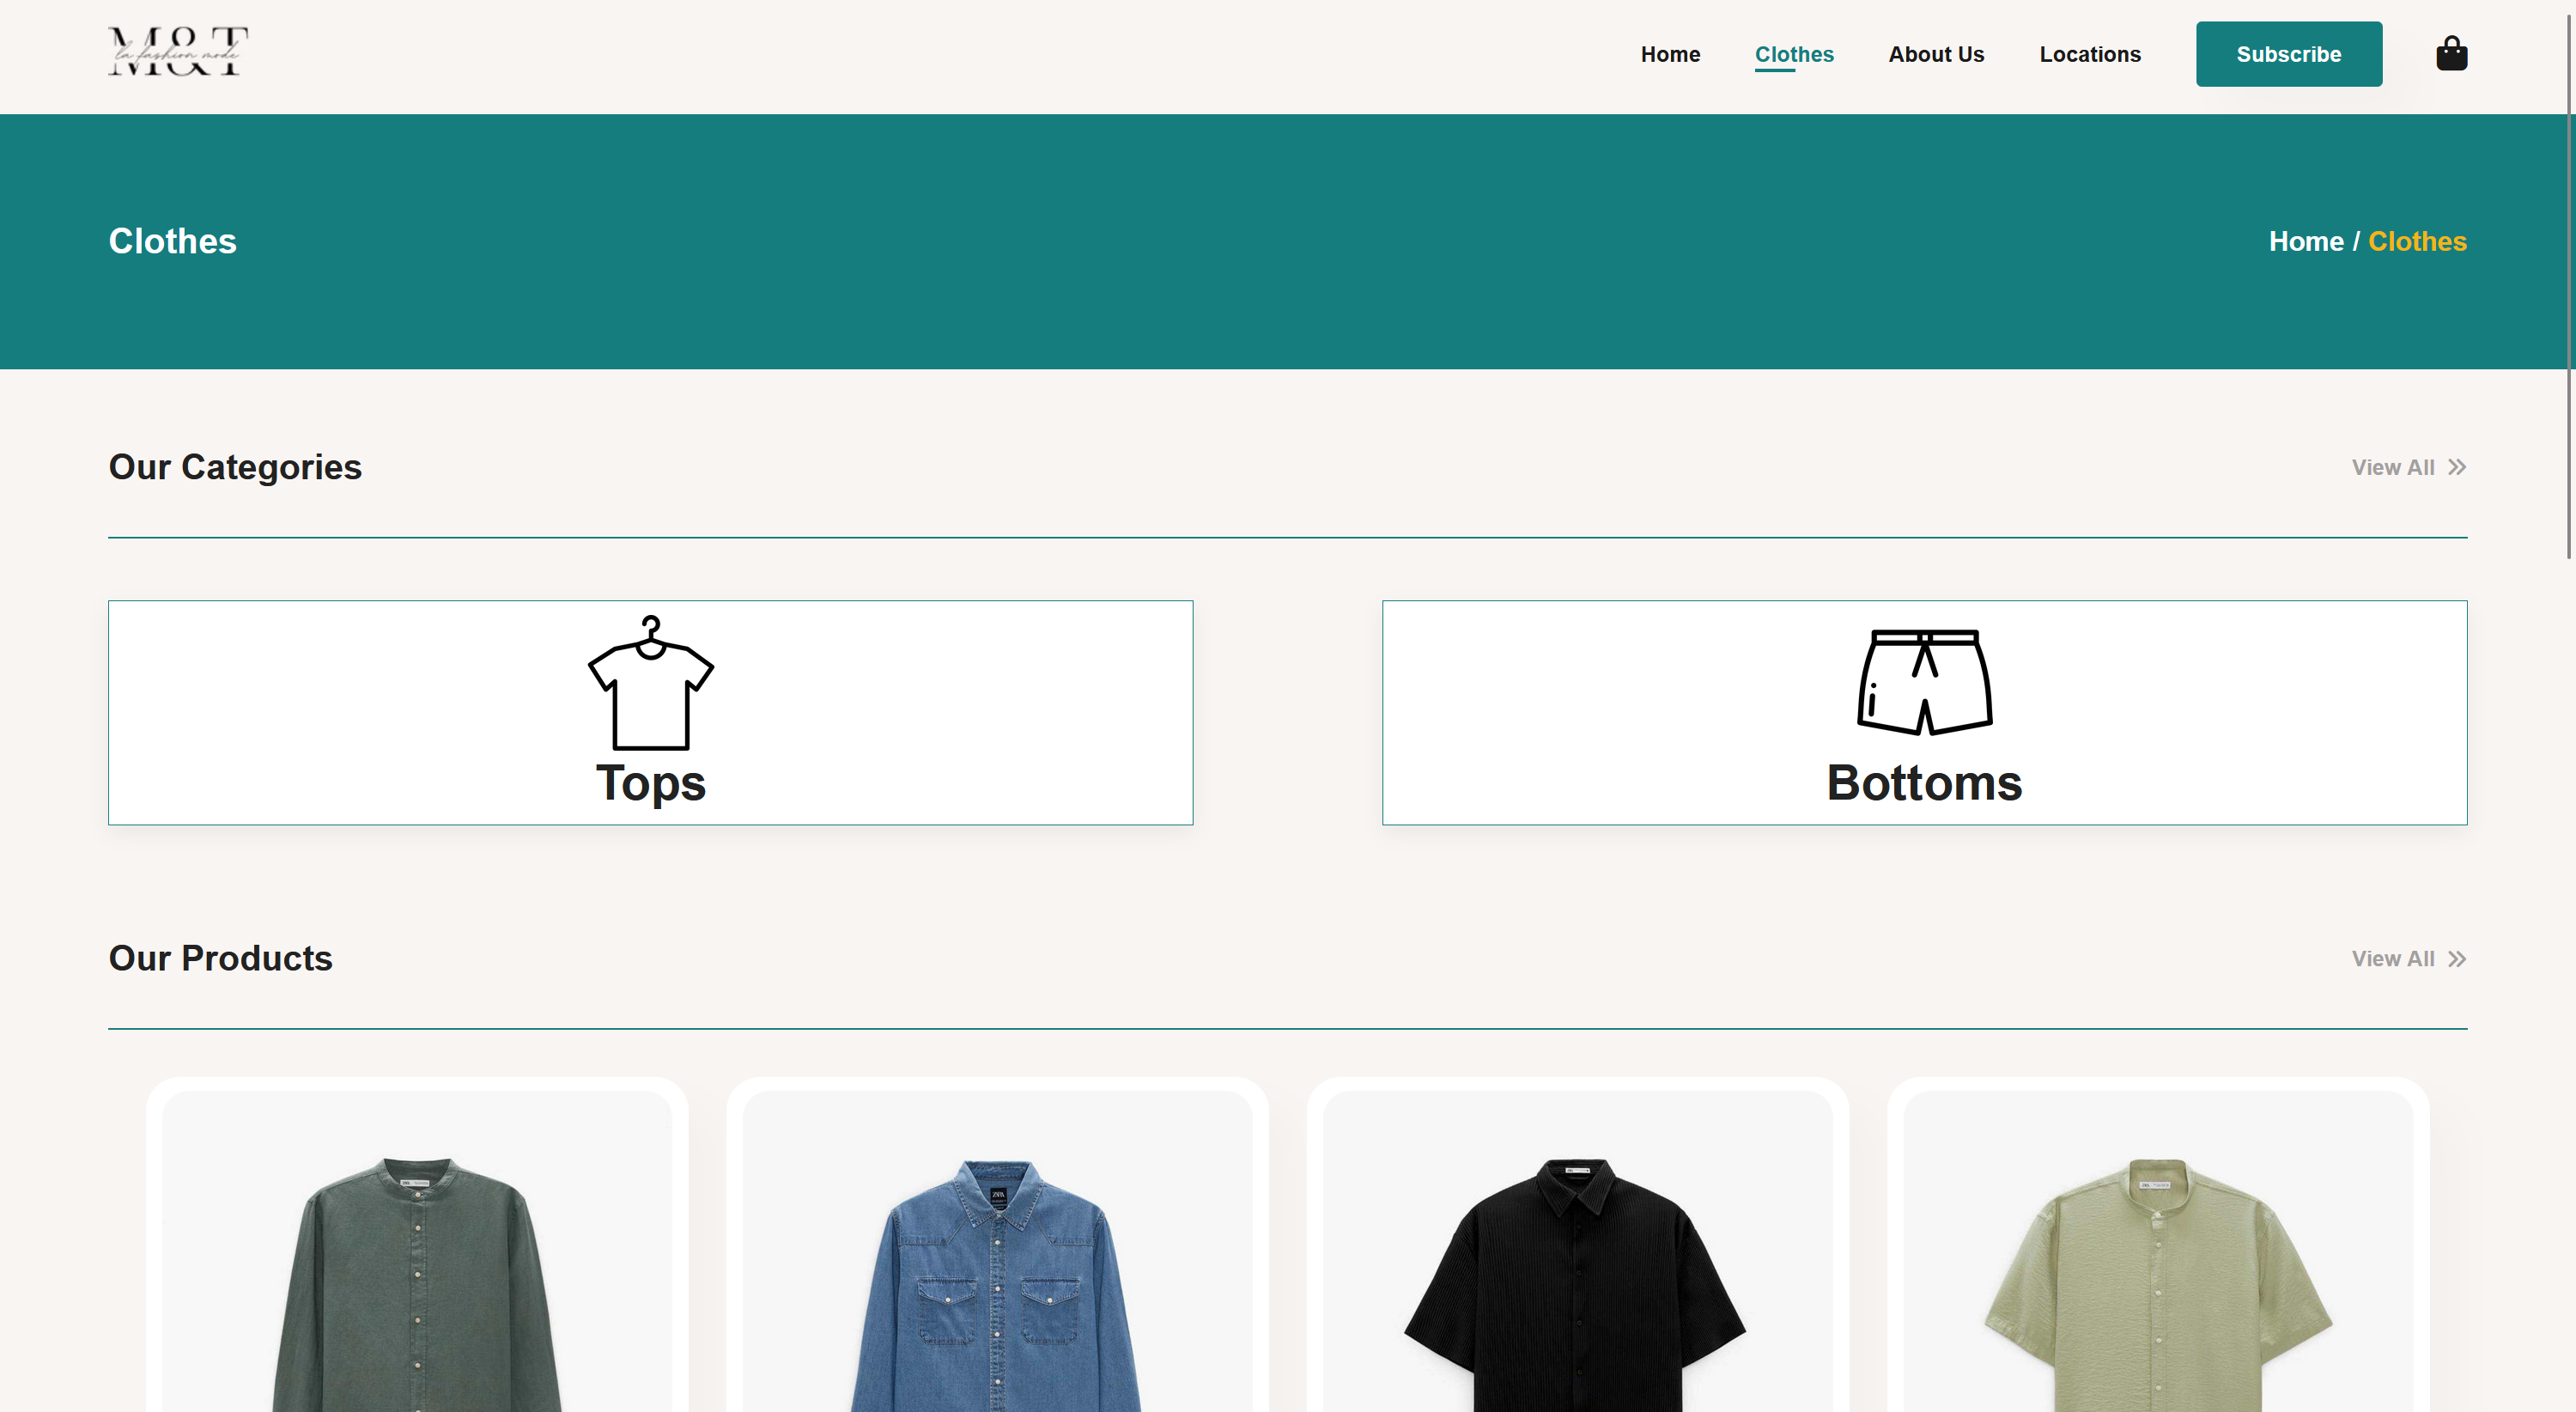 M&T
la fashion mode
Home Clothes About Us Locations Subscribe
Clothes
Home / Clothes
Our Categories
View All
Tops
Bottoms
Our Products
View All
ZARA